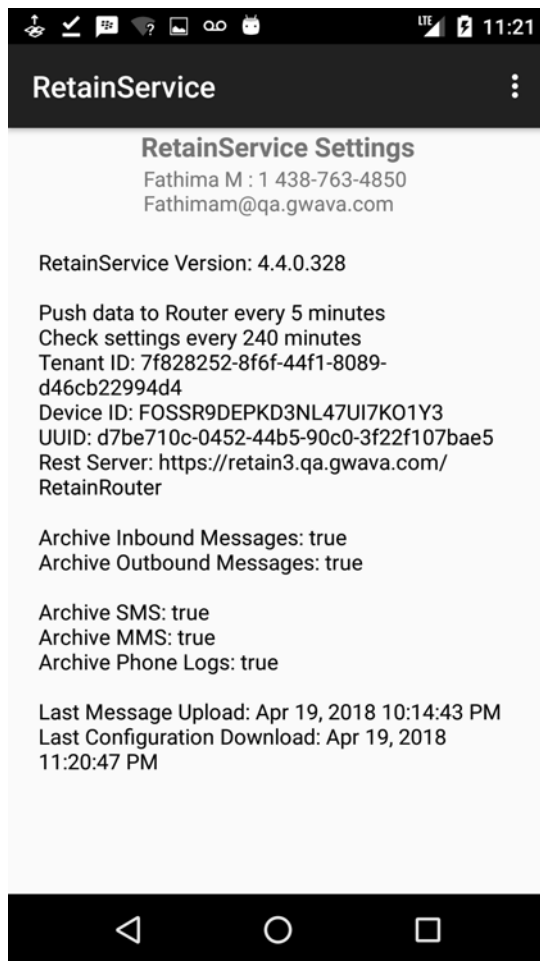 LTE 11:21
RetainService
RetainService Settings
Fathima M : 1 438-763-4850
Fathimam@qa.gwava.com
RetainService Version: 4.4.0.328
Push data to Router every 5 minutes
Check settings every 240 minutes
Tenant ID: 7f828252-8f6f-44f1-8089-
d46cb22994d4
Device ID: FOSSR9DEPKD3NL47UI7KO1Y3
UUID: d7be710c-0452-44b5-90c0-3f22f107bae5
Rest Server: https://retain3.qa.gwava.com/
RetainRouter
Archive Inbound Messages: true
Archive Outbound Messages: true
Archive SMS: true
Archive MMS: true
Archive Phone Logs: true
Last Message Upload: Apr 19, 2018 10:14:43 PM
Last Configuration Download: Apr 19, 2018
11:20:47 PM